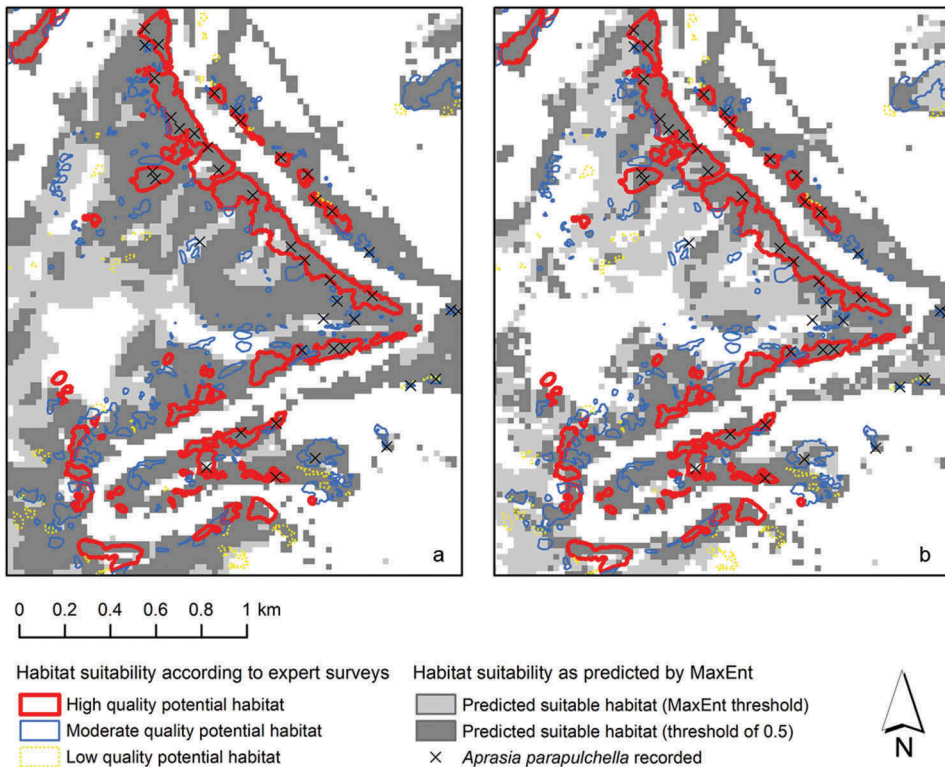 a
b
0 0.2 0.4 0.6 0.8 1 km
Habitat suitability according to expert surveys
High quality potential habitat
Moderate quality potential habitat
Low quality potential habitat
Habitat suitability as predicted by MaxEnt
Predicted suitable habitat (MaxEnt threshold)
Predicted suitable habitat (threshold of 0.5)
Aprasia parapulchella recorded
N